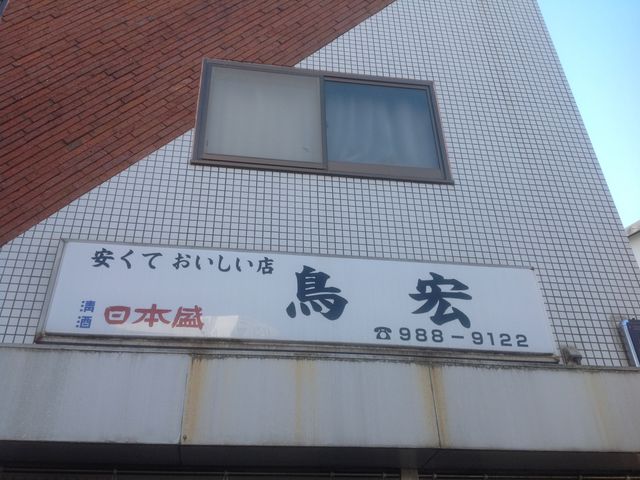 安くて おいしい店
鳥 宏
清酒 日本盛
☎988-9122